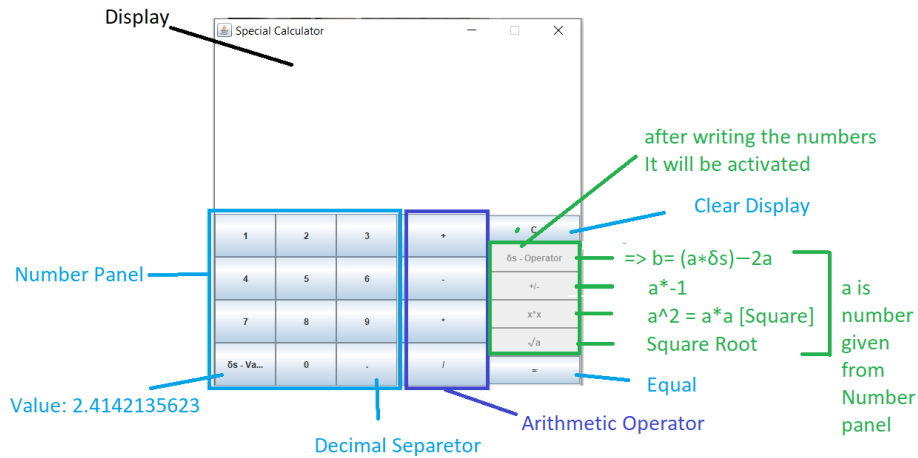 Display
Special Calculator
after writing the numbers
It will be activated
Clear Display
1 2 3 + C
Number Panel
4 5 6 - δs - Operator
+/-
7 8 9 * x*x
√a
δs - Va... 0 . / =
=> b= (a*δs)−2a
a*-1
a^2 = a*a [Square]
Square Root
a is
number
given
from
Number
panel
Value: 2.4142135623
Equal
Arithmetic Operator
Decimal Separetor